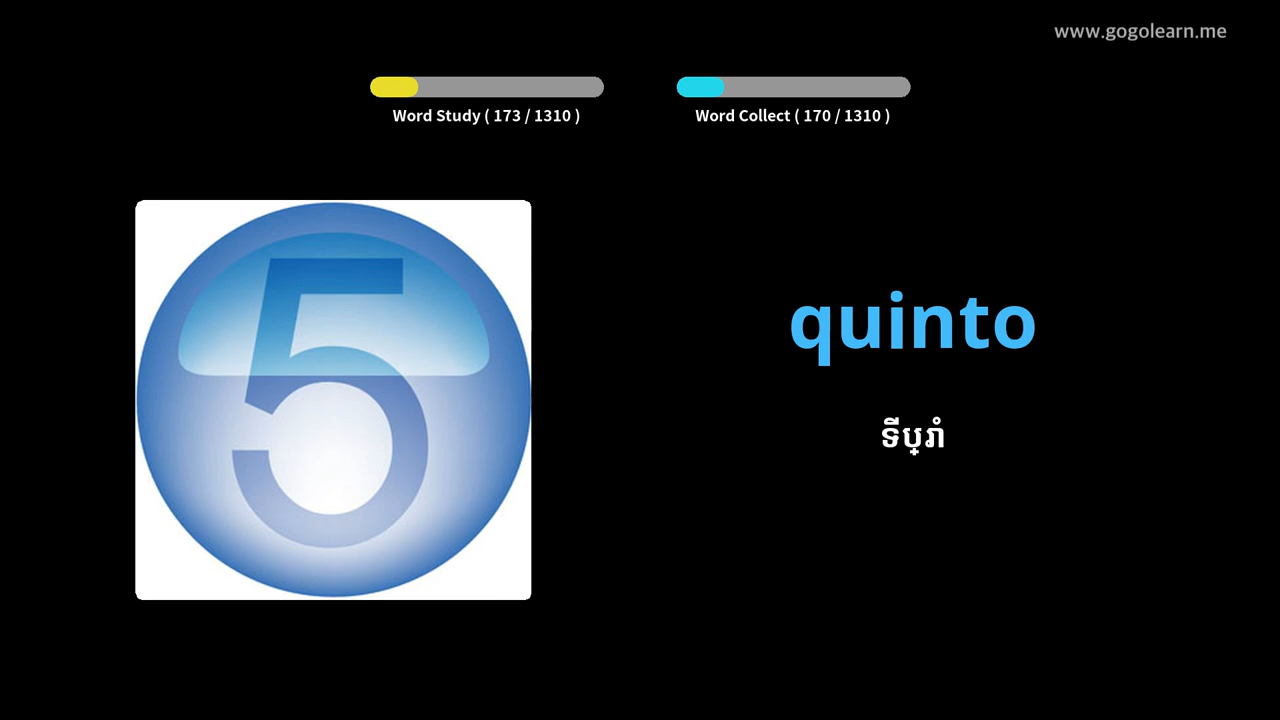 www.gogolearn.me
Word Study ( 173 / 1310 )
Word Collect ( 170 / 1310 )
5
quinto
ទីប្រាំ